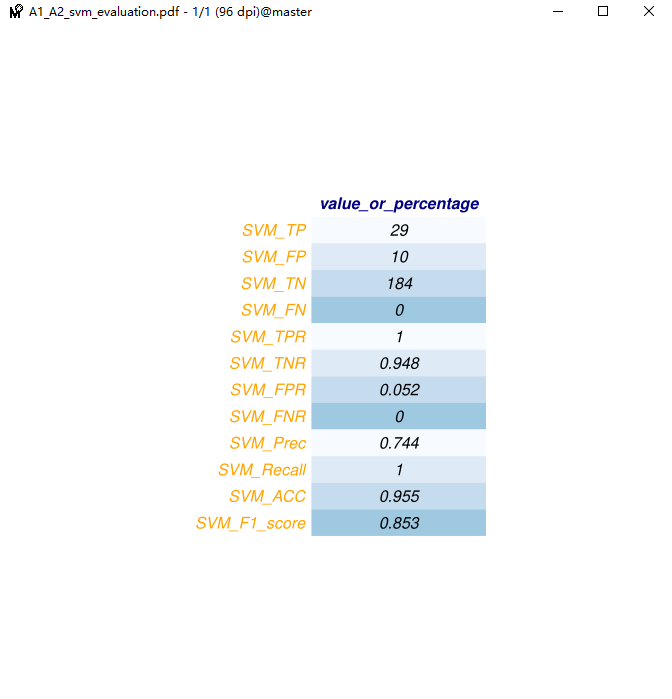 A1_A2_svm_evaluation.pdf - 1/1 (96 dpi)@master
value_or_percentage
SVM_TP 29
SVM_FP 10
SVM_TN 184
SVM_FN 0
SVM_TPR 1
SVM_TNR 0.948
SVM_FPR 0.052
SVM_FNR 0
SVM_Prec 0.744
SVM_Recall 1
SVM_ACC 0.955
SVM_F1_score 0.853